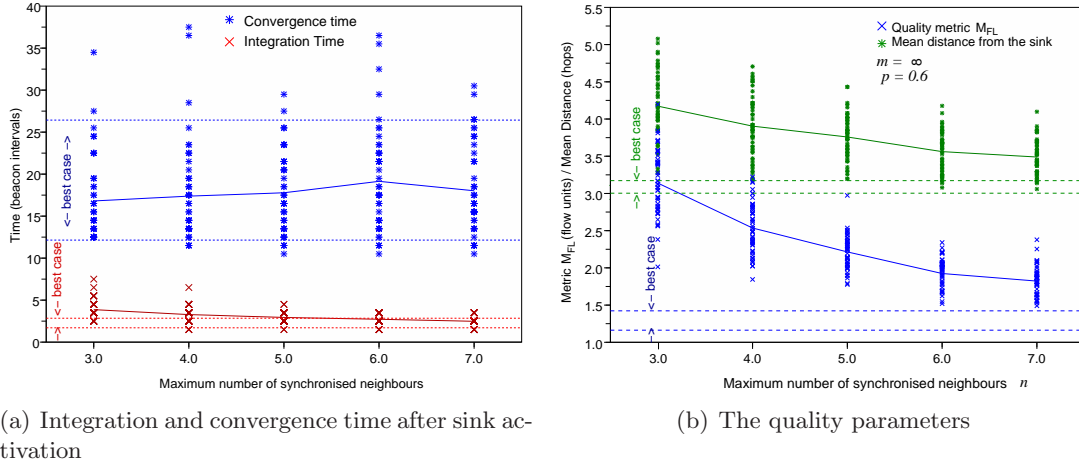 40
35
30
25
20
15
10
5
0
Time (beacon intervals)
<-- best case -->
<-- best case
-->
Convergence time
Integration Time
3.0
4.0
5.0
6.0
7.0
Maximum number of synchronised neighbours
(a) Integration and convergence time after sink ac-
tivation
5.5
5.0
4.5
4.0
3.5
3.0
2.5
2.0
1.5
1.0
Metric M_FL (flow units) / Mean Distance (hops)
-->
<-- best case
-->
<-- best case
Quality metric M_FL
Mean distance from the sink
m = ∞
p = 0.6
3.0
4.0
5.0
6.0
7.0
Maximum number of synchronised neighbours n
(b) The quality parameters